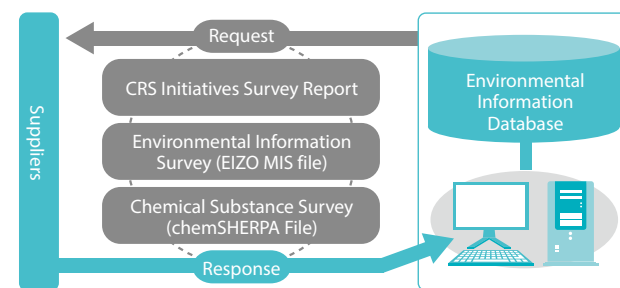 Request
CRS Initiatives Survey Report
Environmental Information
Survey (EIZO MIS file)
Chemical Substance Survey
(chemSHERPA File)
Response
Suppliers
Environmental
Information
Database